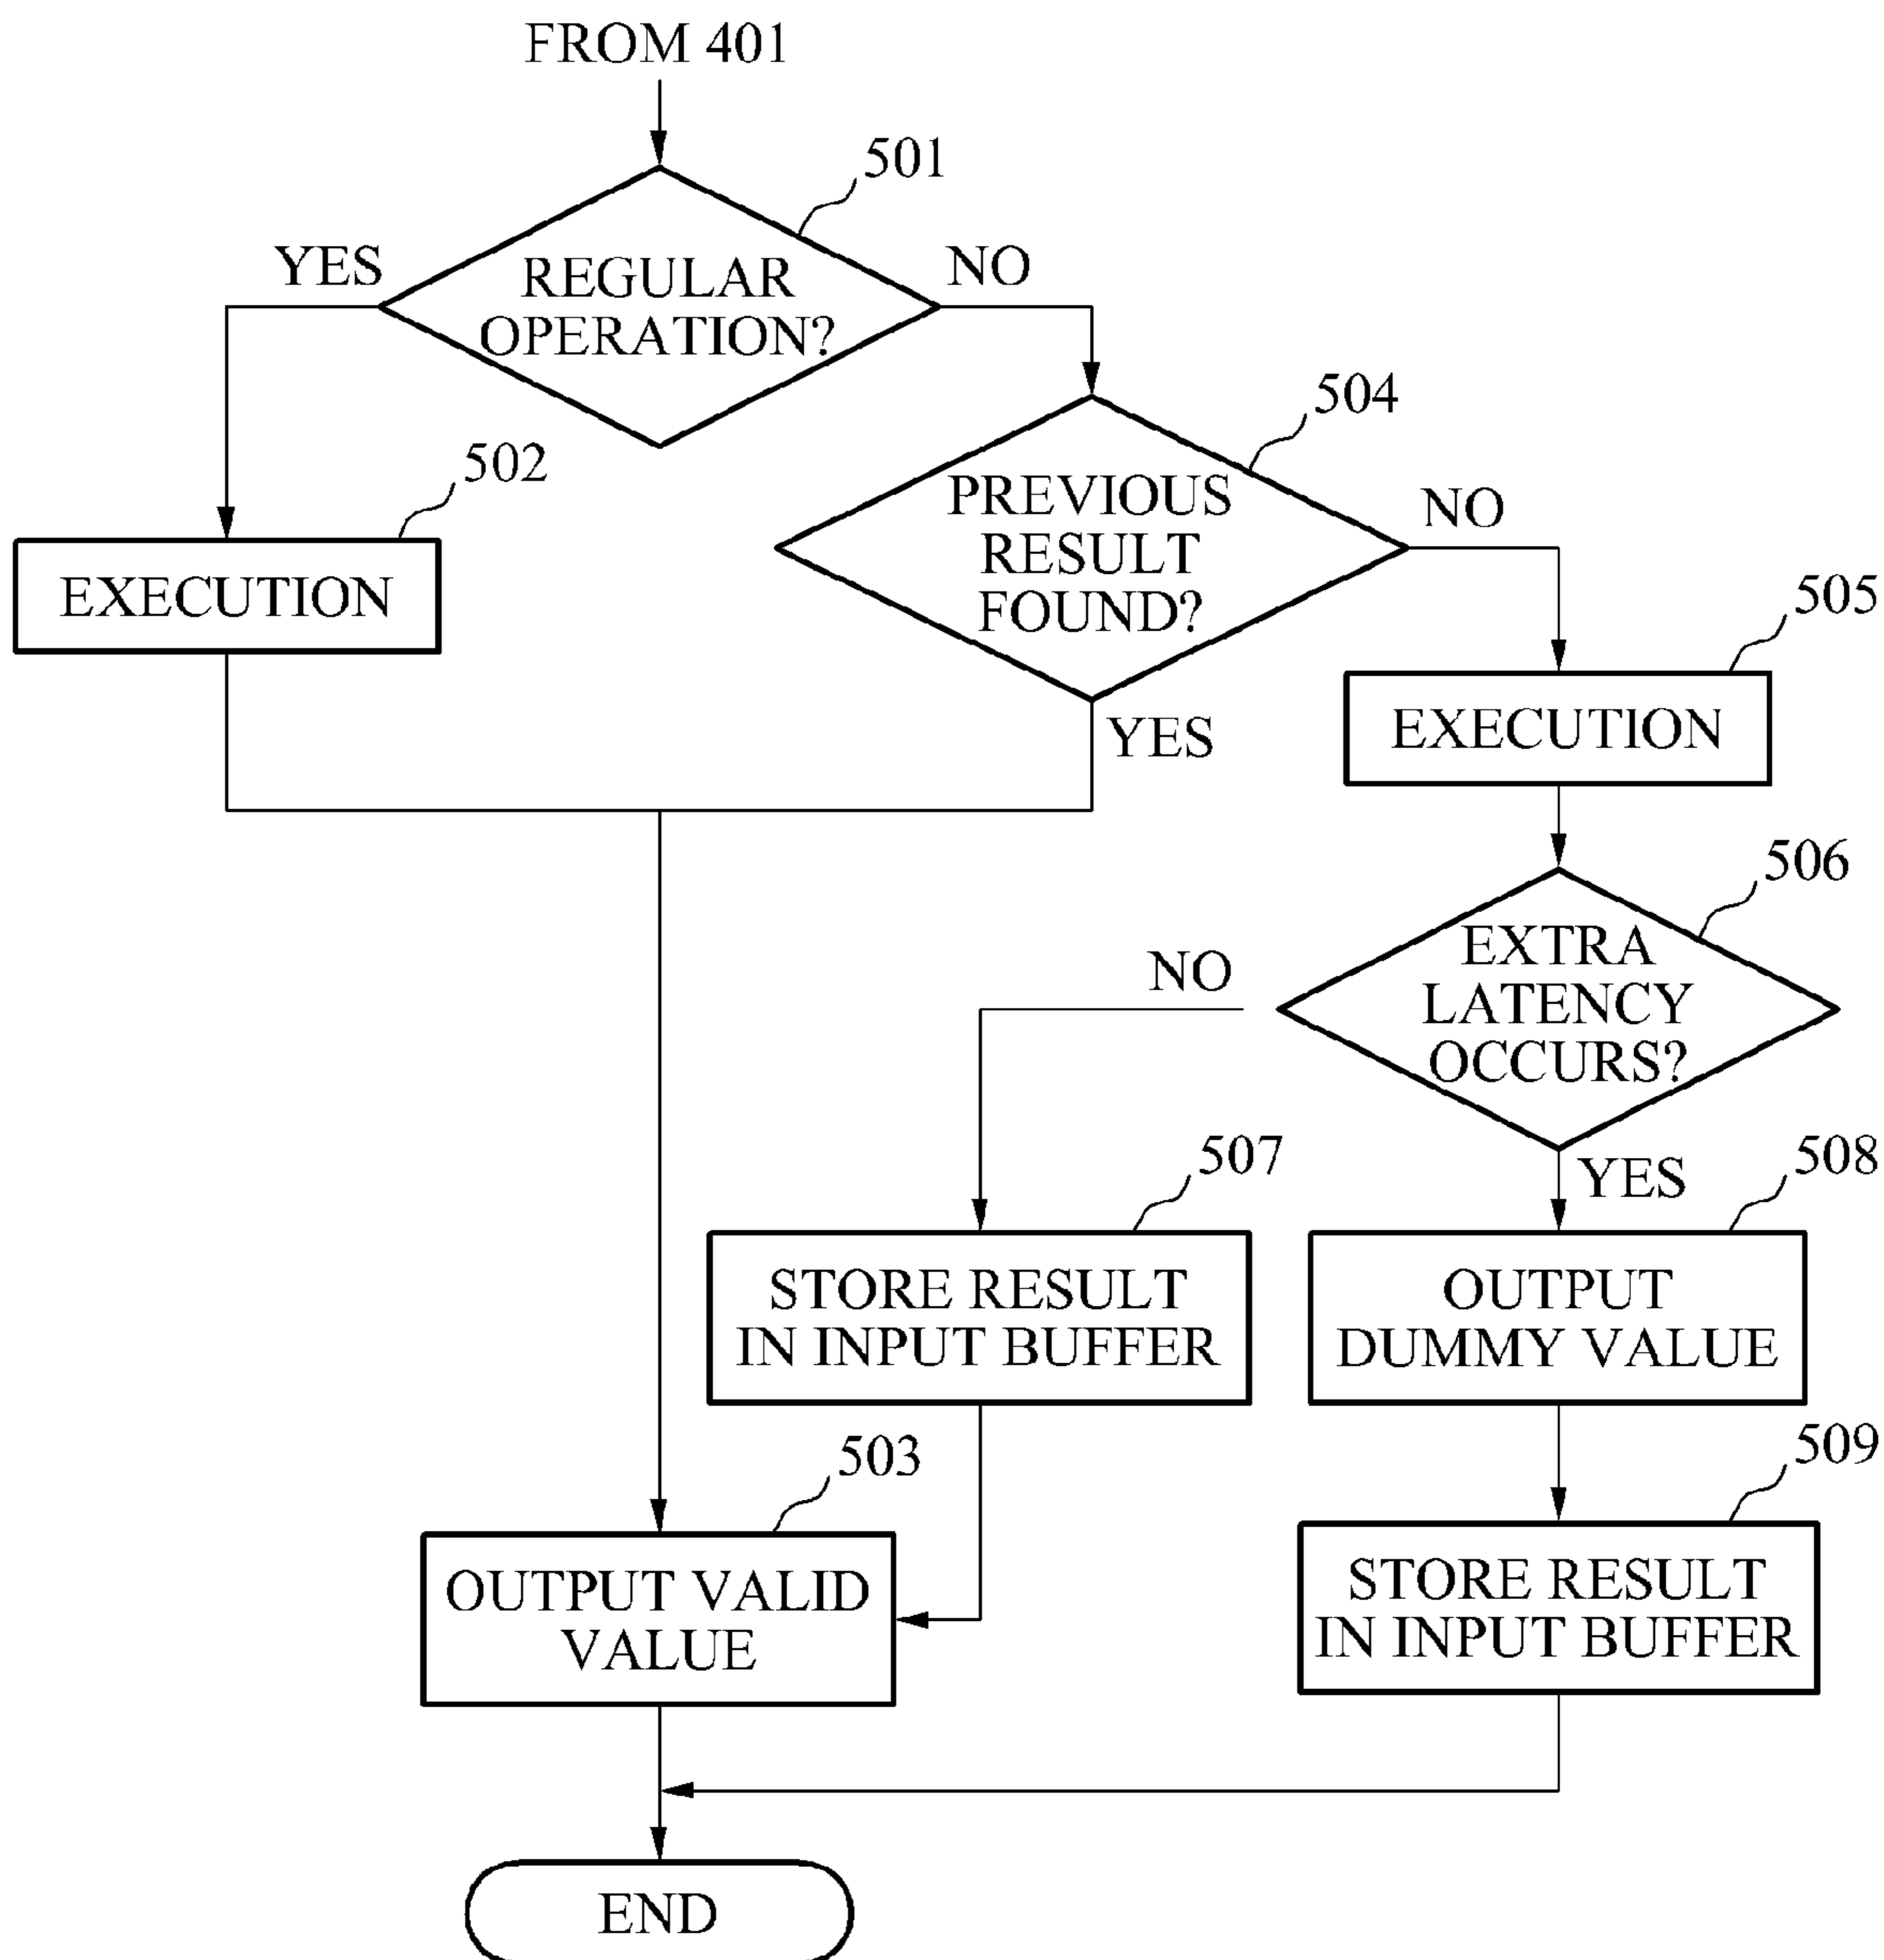 FROM 401
501
YES
REGULAR
OPERATION?
NO
504
502
PREVIOUS
RESULT
FOUND?
NO
EXECUTION
505
YES
EXECUTION
506
EXTRA
LATENCY
OCCURS?
NO
507
YES
508
STORE RESULT
IN INPUT BUFFER
OUTPUT
DUMMY VALUE
503
509
OUTPUT VALID
VALUE
STORE RESULT
IN INPUT BUFFER
END